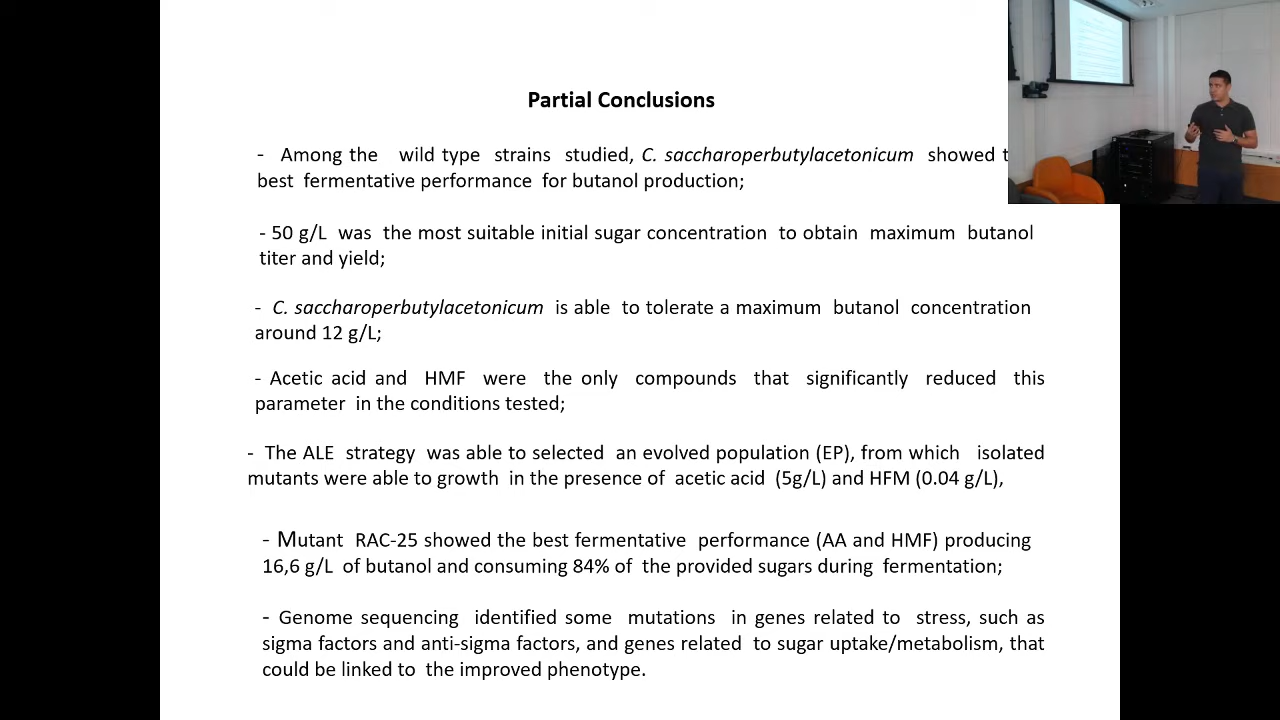 Partial Conclusions
- Among the wild type strains studied, C. saccharoperbutylacetonicum showed
best fermentative performance for butanol production;
- 50 g/L was the most suitable initial sugar concentration to obtain maximum butanol
titer and yield;
- C. saccharoperbutylacetonicum is able to tolerate a maximum butanol concentration
around 12 g/L;
- Acetic acid and HMF were the only compounds that significantly reduced this
parameter in the conditions tested;
- The ALE strategy was able to selected an evolved population (EP), from which isolated
mutants were able to growth in the presence of acetic acid (5g/L) and HFM (0.04 g/L),
- Mutant RAC-25 showed the best fermentative performance (AA and HMF) producing
16,6 g/L of butanol and consuming 84% of the provided sugars during fermentation;
- Genome sequencing identified some mutations in genes related to stress, such as
sigma factors and anti-sigma factors, and genes related to sugar uptake/metabolism, that
could be linked to the improved phenotype.